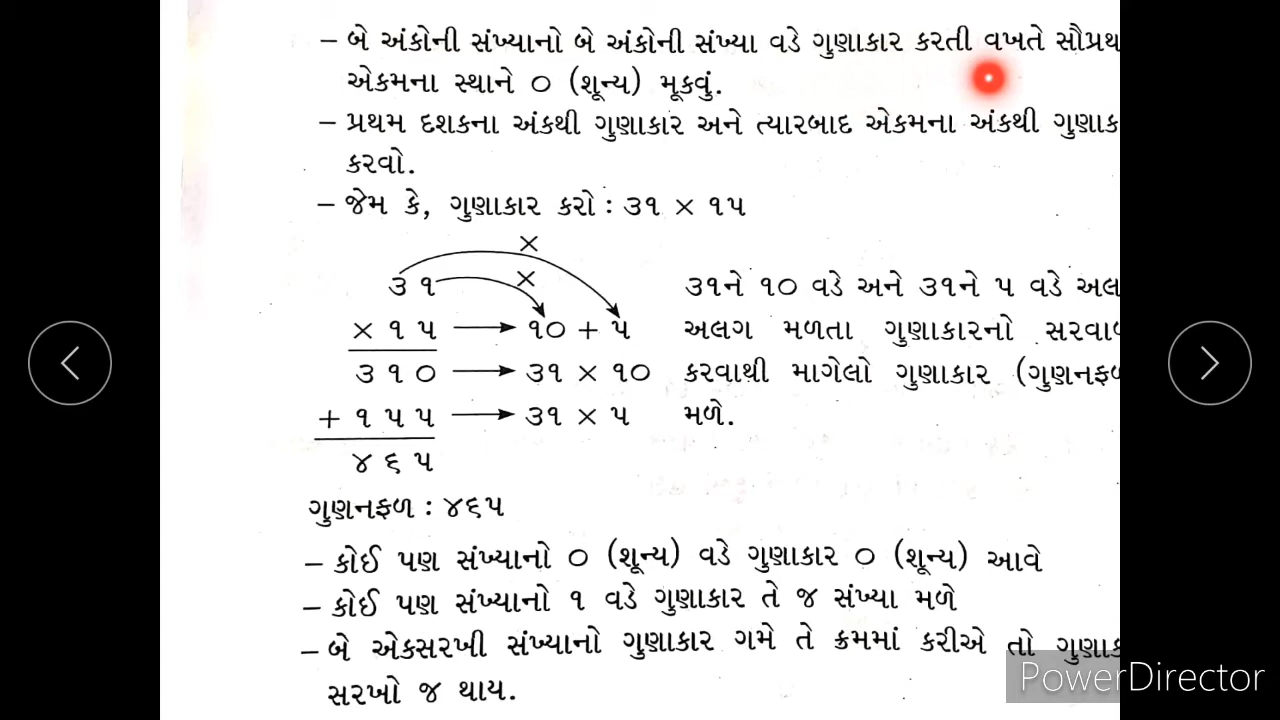 – બે અંકોની સંખ્યાનો બે અંકોની સંખ્યા વડે ગુણાકાર કરતી વખતે સૌપ્રથ
એકમના સ્થાને ૦ (શૂન્ય) મૂકવું.
– પ્રથમ દશકના અંકથી ગુણાકાર અને ત્યારબાદ એકમના અંકથી ગુણાક
કરવો.
– જેમ કે, ગુણાકાર કરો : ૩૧ × ૧૫
×
૩ ૧ × ૩૧ને ૧૦ વડે અને ૩૧ને ૫ વડે અલ
× ૧ ૫ → ૧૦ + ૫ અલગ મળતા ગુણાકારનો સરવા
૩ ૧ ૦ → ૩૧ × ૧૦ કરવાથી માગેલો ગુણાકાર (ગુણનફળ
+ ૧ ૫ ૫ → ૩૧ × ૫ મળે.
૪ ૬ ૫
ગુણનફળ : ૪૬૫
– કોઈ પણ સંખ્યાનો ૦ (શૂન્ય) વડે ગુણાકાર ૦ (શૂન્ય) આવે
– કોઈ પણ સંખ્યાનો ૧ વડે ગુણાકાર તે જ સંખ્યા મળે
– બે એકસરખી સંખ્યાનો ગુણાકાર ગમે તે ક્રમમાં કરીએ તો ગુણાક
સરખો જ થાય.
PowerDirector